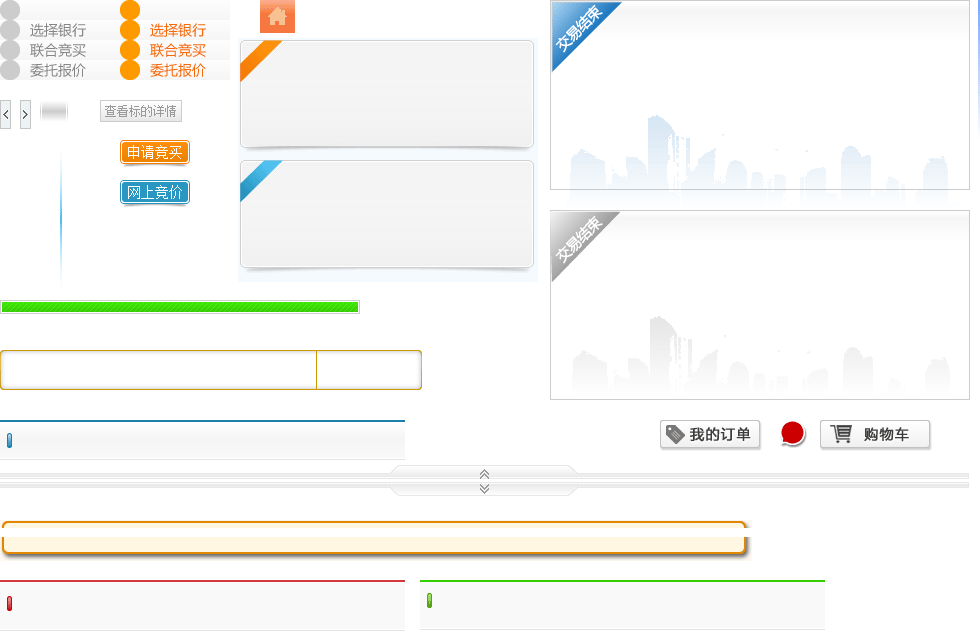 选择银行
选择银行
联合竞买
联合竞买
委托报价
委托报价
查看标的详情
申请竞买
网上竞价
交易结束
交易结束
我的订单
购物车